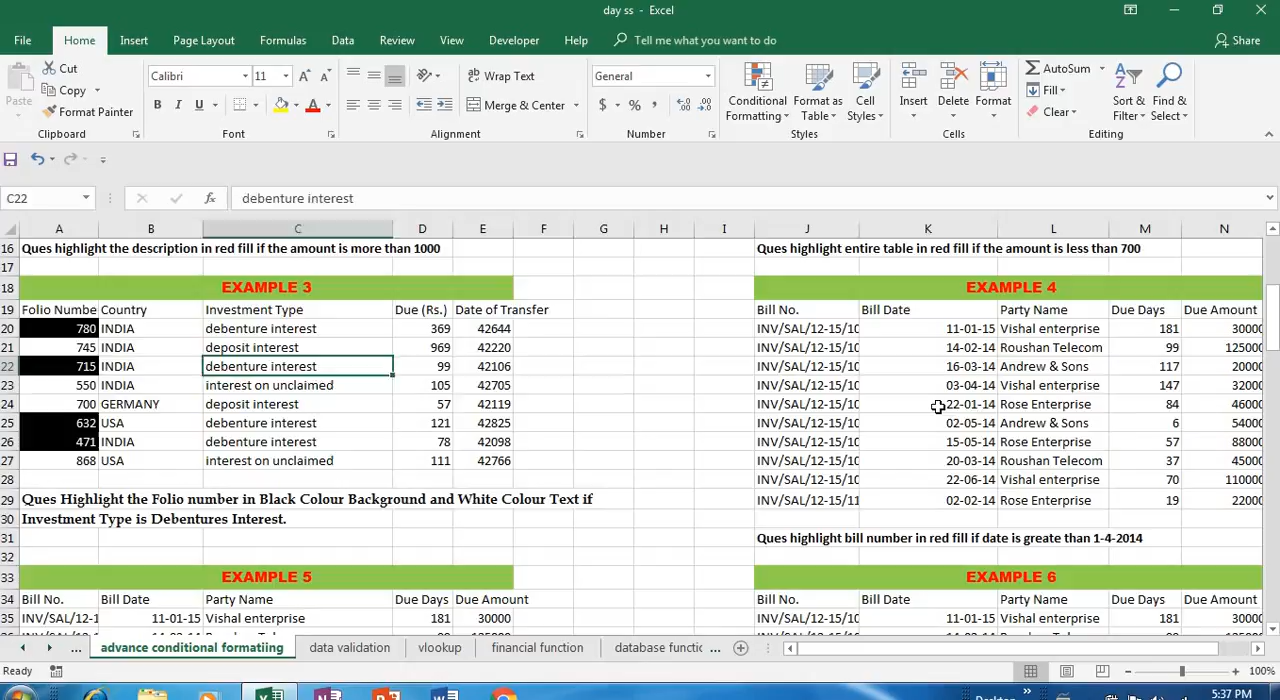 day ss - Excel
File Home Insert Page Layout Formulas Data Review View Developer Help Tell me what you want to do Share
Paste Cut Copy Format Painter Calibri 11 Wrap Text Merge & Center General Conditional Formatting Format as Table Cell Styles Insert Delete Format AutoSum Fill Clear Sort & Filter Find & Select
Clipboard Font Alignment Number Styles Cells Editing
C22 fx debenture interest
A B C D E F G H I J K L M N
16 Ques highlight the description in red fill if the amount is more than 1000 Ques highlight entire table in red fill if the amount is less than 700
17
18 EXAMPLE 3 EXAMPLE 4
19 Folio Numbe Country Investment Type Due (Rs.) Date of Transfer Bill No. Bill Date Party Name Due Days Due Amount
20 780 INDIA debenture interest 369 42644 INV/SAL/12-15/10 11-01-15 Vishal enterprise 181 30000
21 745 INDIA deposit interest 969 42220 INV/SAL/12-15/10 14-02-14 Roushan Telecom 99 125000
22 715 INDIA debenture interest 99 42106 INV/SAL/12-15/10 16-03-14 Andrew & Sons 117 20000
23 550 INDIA interest on unclaimed 105 42705 INV/SAL/12-15/10 03-04-14 Vishal enterprise 147 32000
24 700 GERMANY deposit interest 57 42119 INV/SAL/12-15/10 22-01-14 Rose Enterprise 84 46000
25 632 USA debenture interest 121 42825 INV/SAL/12-15/10 02-05-14 Andrew & Sons 6 54000
26 471 INDIA debenture interest 78 42098 INV/SAL/12-15/10 15-05-14 Rose Enterprise 57 88000
27 868 USA interest on unclaimed 111 42766 INV/SAL/12-15/10 20-03-14 Roushan Telecom 37 45000
28 INV/SAL/12-15/10 22-06-14 Vishal enterprise 70 110000
29 Ques Highlight the Folio number in Black Colour Background and White Colour Text if INV/SAL/12-15/11 02-02-14 Rose Enterprise 19 22000
30 Investment Type is Debentures Interest.
31 Ques highlight bill number in red fill if date is greate than 1-4-2014
32
33 EXAMPLE 5 EXAMPLE 6
34 Bill No. Bill Date Party Name Due Days Due Amount Bill No. Bill Date Party Name Due Days Due Amount
35 INV/SAL/12-1 11-01-15 Vishal enterprise 181 30000 INV/SAL/12-15/10 11-01-15 Vishal enterprise 181 30000
... advance conditional formatiing data validation vlookup financial function database functic ...
Ready 100%
Desktop 5:37 PM